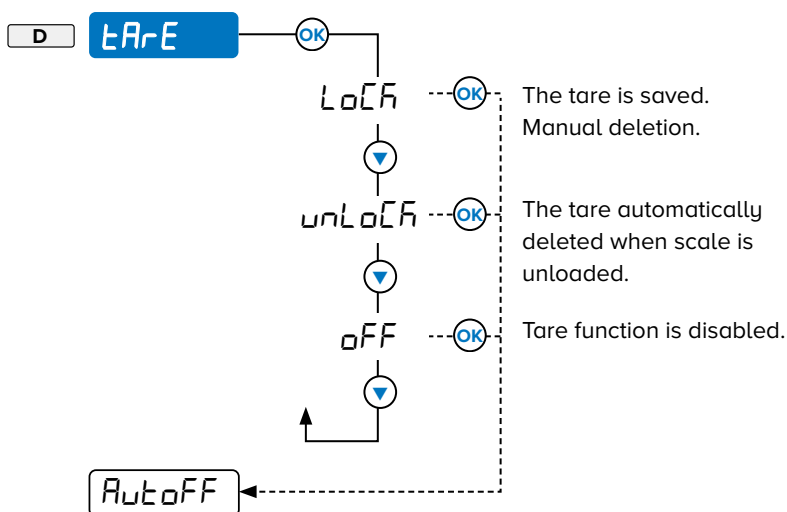 D tArE OK
LoCK OK The tare is saved.
Manual deletion.
unLoCK OK The tare automatically
deleted when scale is
unloaded.
oFF OK Tare function is disabled.
AutoFF